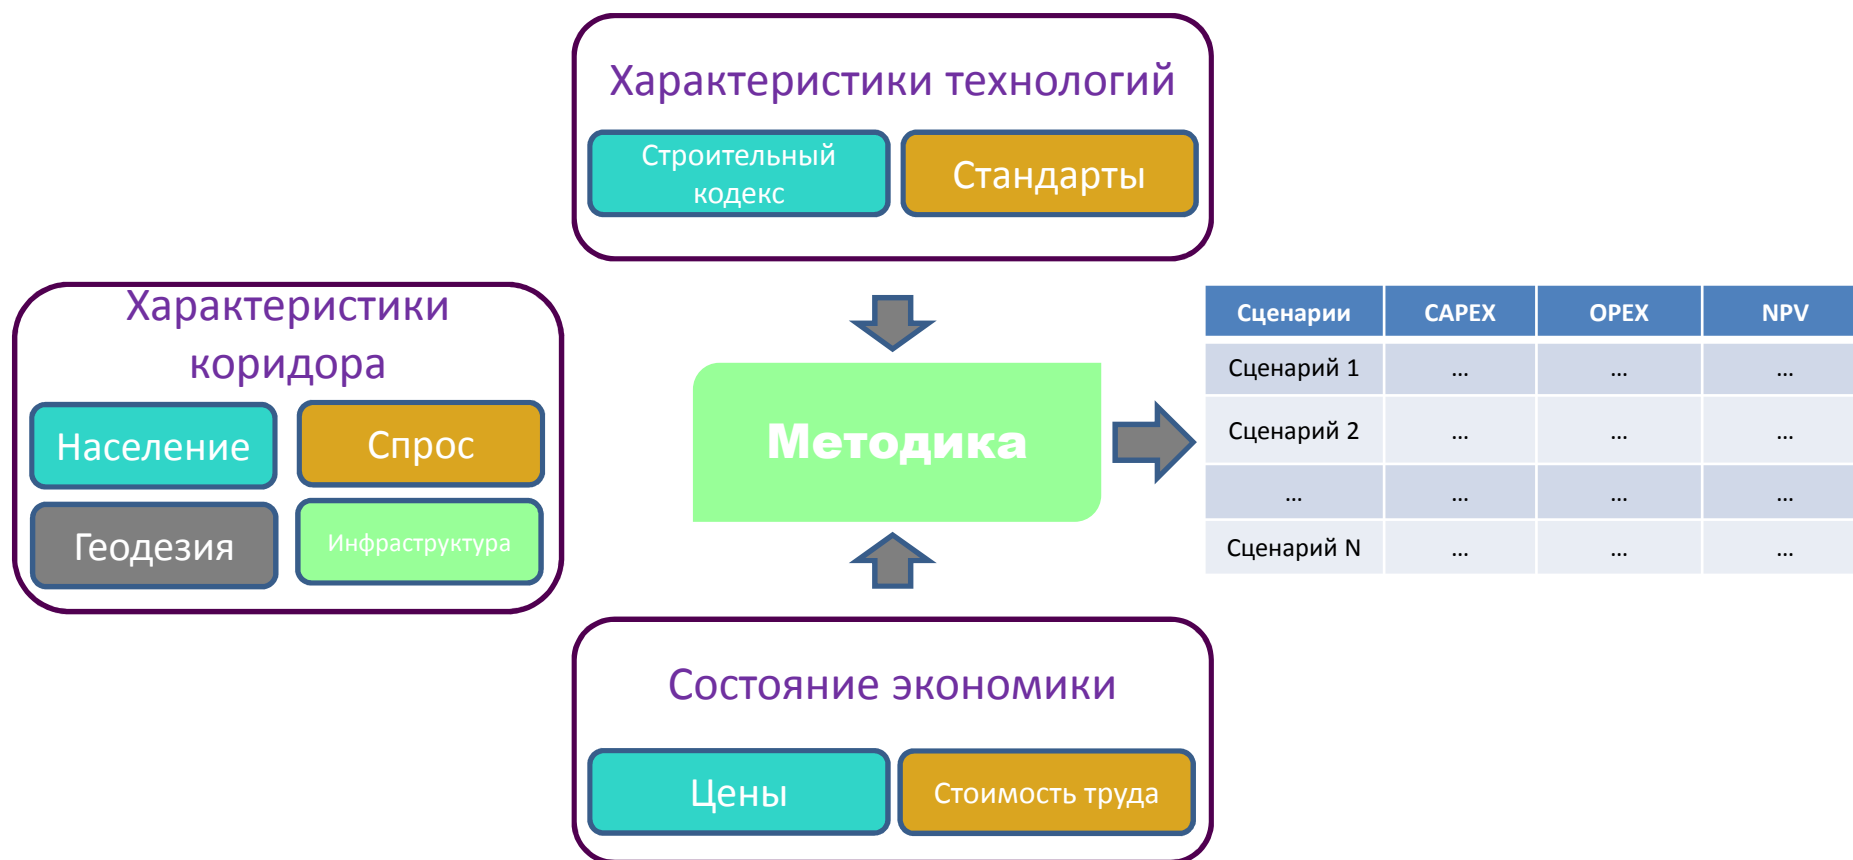 Характеристики технологий
Строительный
кодекс
Стандарты
Характеристики
коридора
Население
Спрос
Геодезия
Инфраструктура
Методика
Сценарии CAPEX OPEX NPV
Сценарий 1 ... ... ...
Сценарий 2 ... ... ...
... ... ... ...
Сценарий N ... ... ...
Состояние экономики
Цены
Стоимость труда